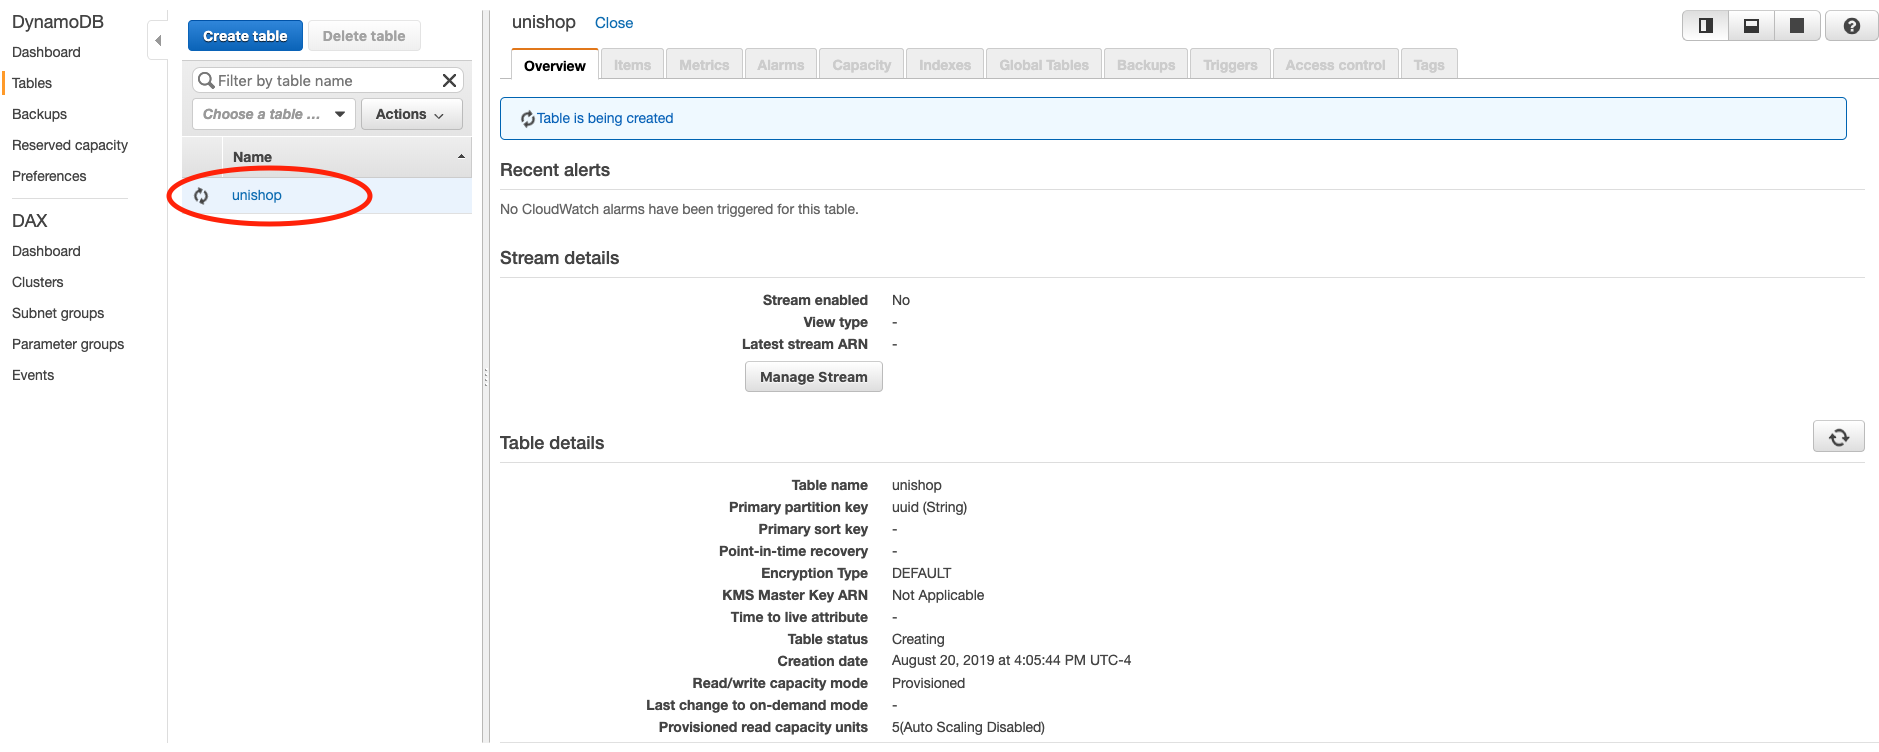 DynamoDB
Dashboard
Tables
Backups
Reserved capacity
Preferences
DAX
Dashboard
Clusters
Subnet groups
Parameter groups
Events
Create table
Delete table
Filter by table name
Choose a table ...
Actions
Name
unishop
unishop Close
Overview Items Metrics Alarms Capacity Indexes Global Tables Backups Triggers Access control Tags
Table is being created
Recent alerts
No CloudWatch alarms have been triggered for this table.
Stream details
Stream enabled No
View type -
Latest stream ARN -
Manage Stream
Table details
Table name unishop
Primary partition key uuid (String)
Primary sort key -
Point-in-time recovery -
Encryption Type DEFAULT
KMS Master Key ARN Not Applicable
Time to live attribute -
Table status Creating
Creation date August 20, 2019 at 4:05:44 PM UTC-4
Read/write capacity mode Provisioned
Last change to on-demand mode -
Provisioned read capacity units 5(Auto Scaling Disabled)